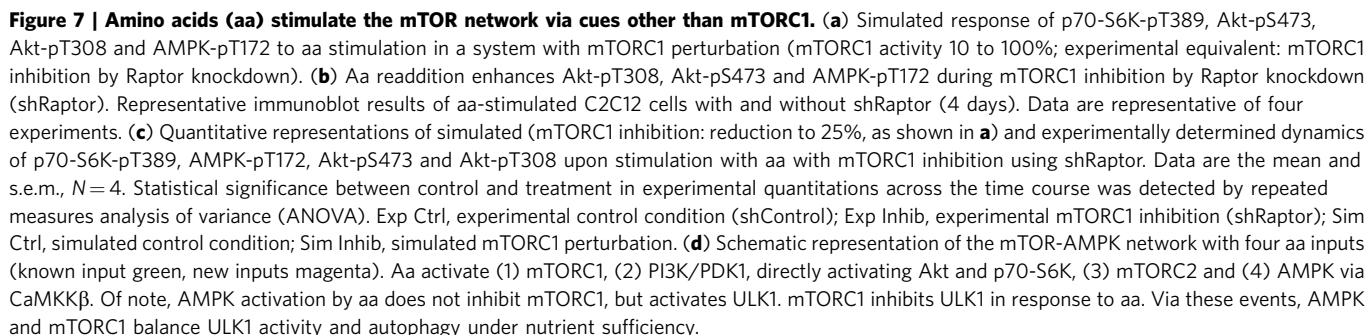 Figure 7 | Amino acids (aa) stimulate the mTOR network via cues other than mTORC1. (a) Simulated response of p70-S6K-pT389, Akt-pS473,
Akt-pT308 and AMPK-pT172 to aa stimulation in a system with mTORC1 perturbation (mTORC1 activity 10 to 100%; experimental equivalent: mTORC1
inhibition by Raptor knockdown). (b) Aa readdition enhances Akt-pT308, Akt-pS473 and AMPK-pT172 during mTORC1 inhibition by Raptor knockdown
(shRaptor). Representative immunoblot results of aa-stimulated C2C12 cells with and without shRaptor (4 days). Data are representative of four
experiments. (c) Quantitative representations of simulated (mTORC1 inhibition: reduction to 25%, as shown in a) and experimentally determined dynamics
of p70-S6K-pT389, AMPK-pT172, Akt-pS473 and Akt-pT308 upon stimulation with aa with mTORC1 inhibition using shRaptor. Data are the mean and
s.e.m., N = 4. Statistical significance between control and treatment in experimental quantitations across the time course was detected by repeated
measures analysis of variance (ANOVA). Exp Ctrl, experimental control condition (shControl); Exp Inhib, experimental mTORC1 inhibition (shRaptor); Sim
Ctrl, simulated control condition; Sim Inhib, simulated mTORC1 perturbation. (d) Schematic representation of the mTOR-AMPK network with four aa inputs
(known input green, new inputs magenta). Aa activate (1) mTORC1, (2) PI3K/PDK1, directly activating Akt and p70-S6K, (3) mTORC2 and (4) AMPK via
CaMKKβ. Of note, AMPK activation by aa does not inhibit mTORC1, but activates ULK1. mTORC1 inhibits ULK1 in response to aa. Via these events, AMPK
and mTORC1 balance ULK1 activity and autophagy under nutrient sufficiency.